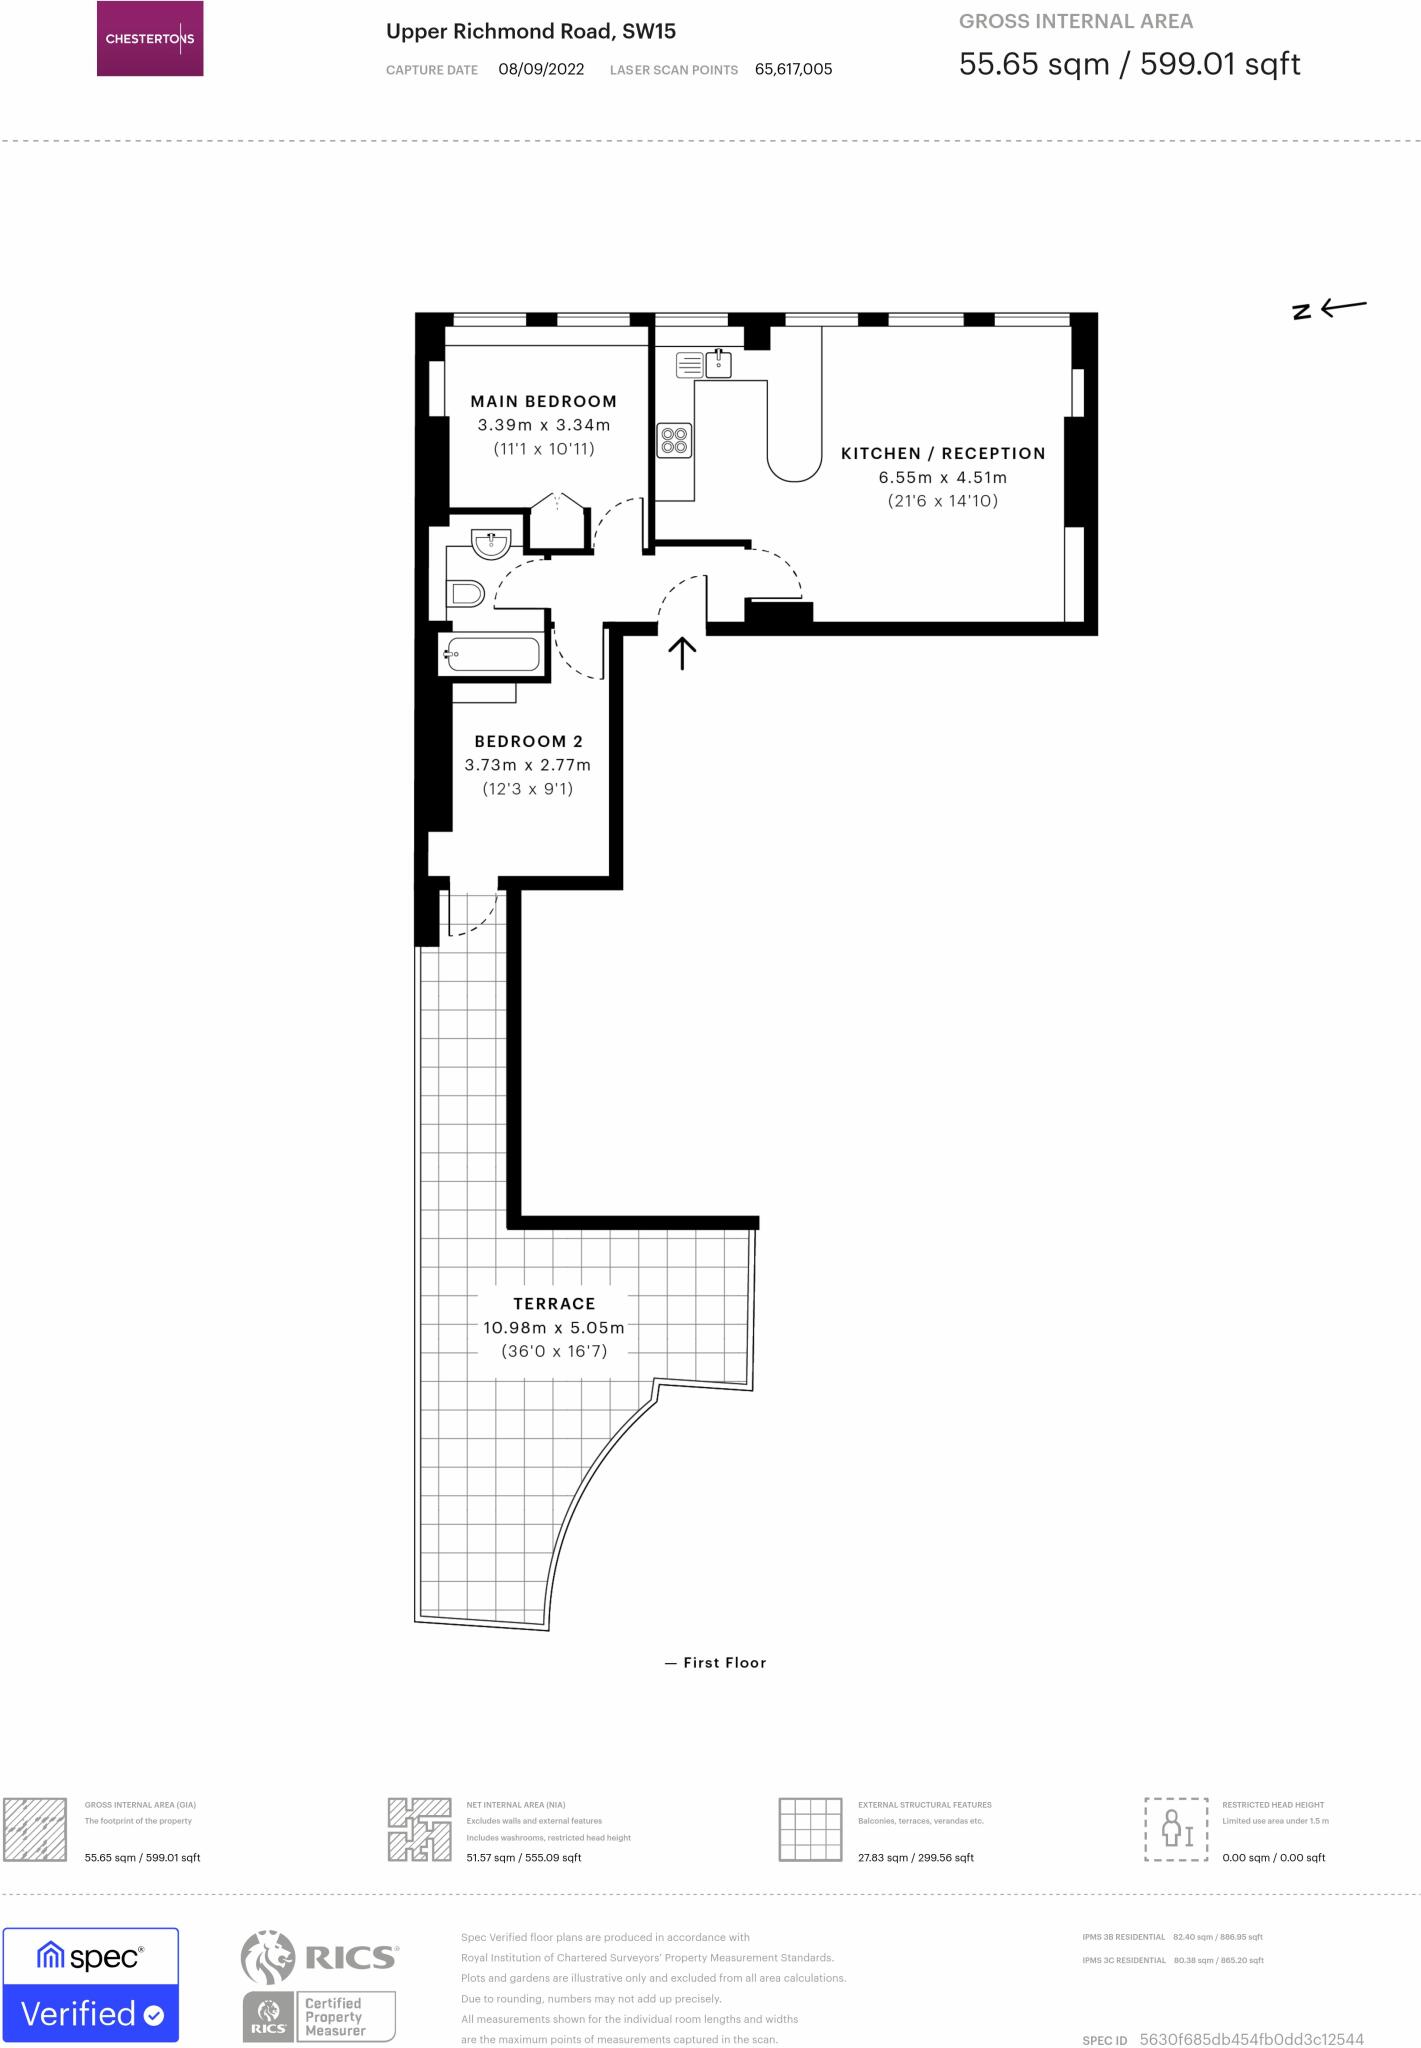 CHESTERTONS
Upper Richmond Road, SW15
CAPTURE DATE 08/09/2022 LASER SCAN POINTS 65,617,005
GROSS INTERNAL AREA
55.65 sqm / 599.01 sqft
N
MAIN BEDROOM
3.39m x 3.34m
(11'1 x 10'11)
KITCHEN / RECEPTION
6.55m x 4.51m
(21'6 x 14'10)
BEDROOM 2
3.73m x 2.77m
(12'3 x 9'1)
TERRACE
10.98m x 5.05m
(36'0 x 16'7)
— First Floor
GROSS INTERNAL AREA (GIA)
The footprint of the property
55.65 sqm / 599.01 sqft
NET INTERNAL AREA (NIA)
Excludes walls and external features
Includes washrooms, restricted head height
51.57 sqm / 555.09 sqft
EXTERNAL STRUCTURAL FEATURES
Balconies, terraces, verandas etc.
27.83 sqm / 299.56 sqft
RESTRICTED HEAD HEIGHT
Limited use area under 1.5 m
0.00 sqm / 0.00 sqft
spec®
Verified
RICS®
RICS
Certified
Property
Measurer
Spec Verified floor plans are produced in accordance with
Royal Institution of Chartered Surveyors' Property Measurement Standards.
Plots and gardens are illustrative only and excluded from all area calculations.
Due to rounding, numbers may not add up precisely.
All measurements shown for the individual room lengths and widths
are the maximum points of measurements captured in the scan.
IPMS 3B RESIDENTIAL 82.40 sqm / 886.95 sqft
IPMS 3C RESIDENTIAL 80.38 sqm / 865.20 sqft
SPEC ID 5630f685db454fb0dd3c12544